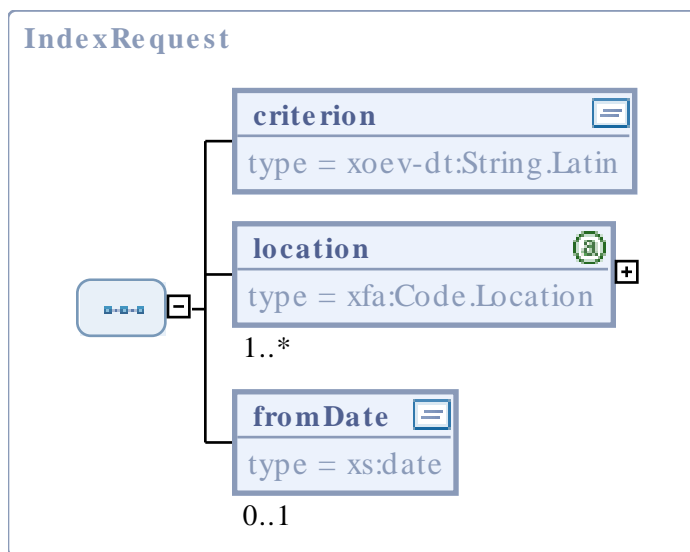 IndexRequest
criterion
type = xoev-dt:String.Latin
location
type = xfa:Code.Location
1..*
fromDate
type = xs:date
0..1